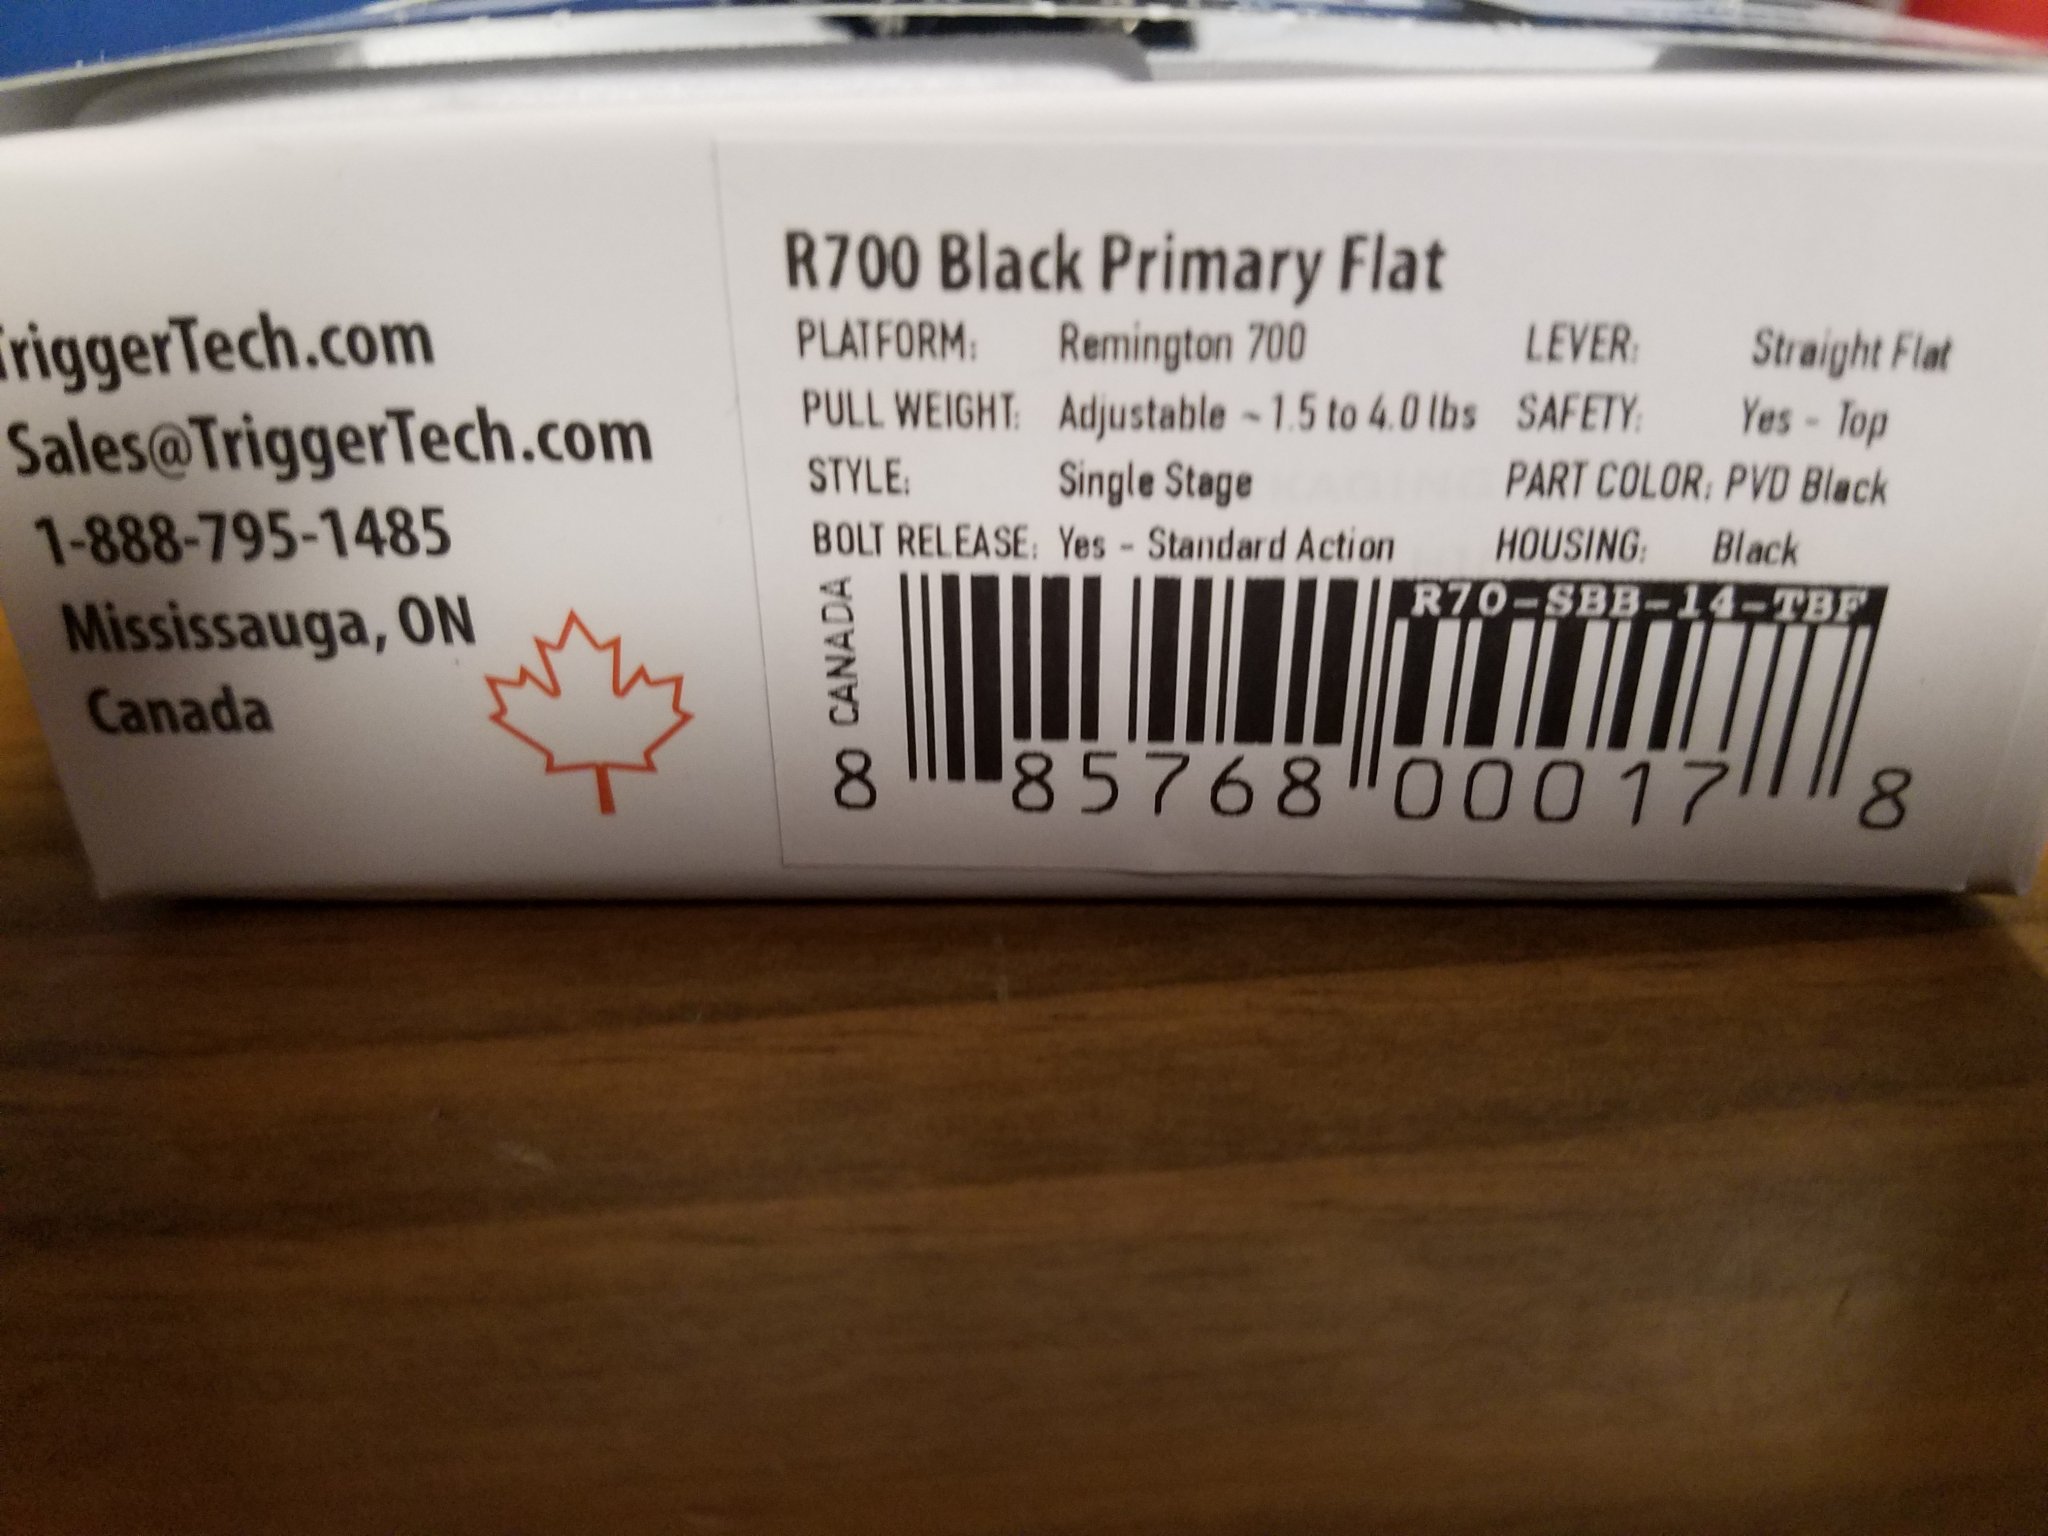 TriggerTech.com
Sales@TriggerTech.com
1-888-795-1485
Mississauga, ON
Canada
R700 Black Primary Flat
PLATFORM: Remington 700 LEVER: Straight Flat
PULL WEIGHT: Adjustable ~ 1.5 to 4.0 lbs SAFETY: Yes - Top
STYLE: Single Stage PART COLOR: PVD Black
BOLT RELEASE: Yes - Standard Action HOUSING: Black
CANADA
R70-SBB-14-TBF
8 85768 00017 8